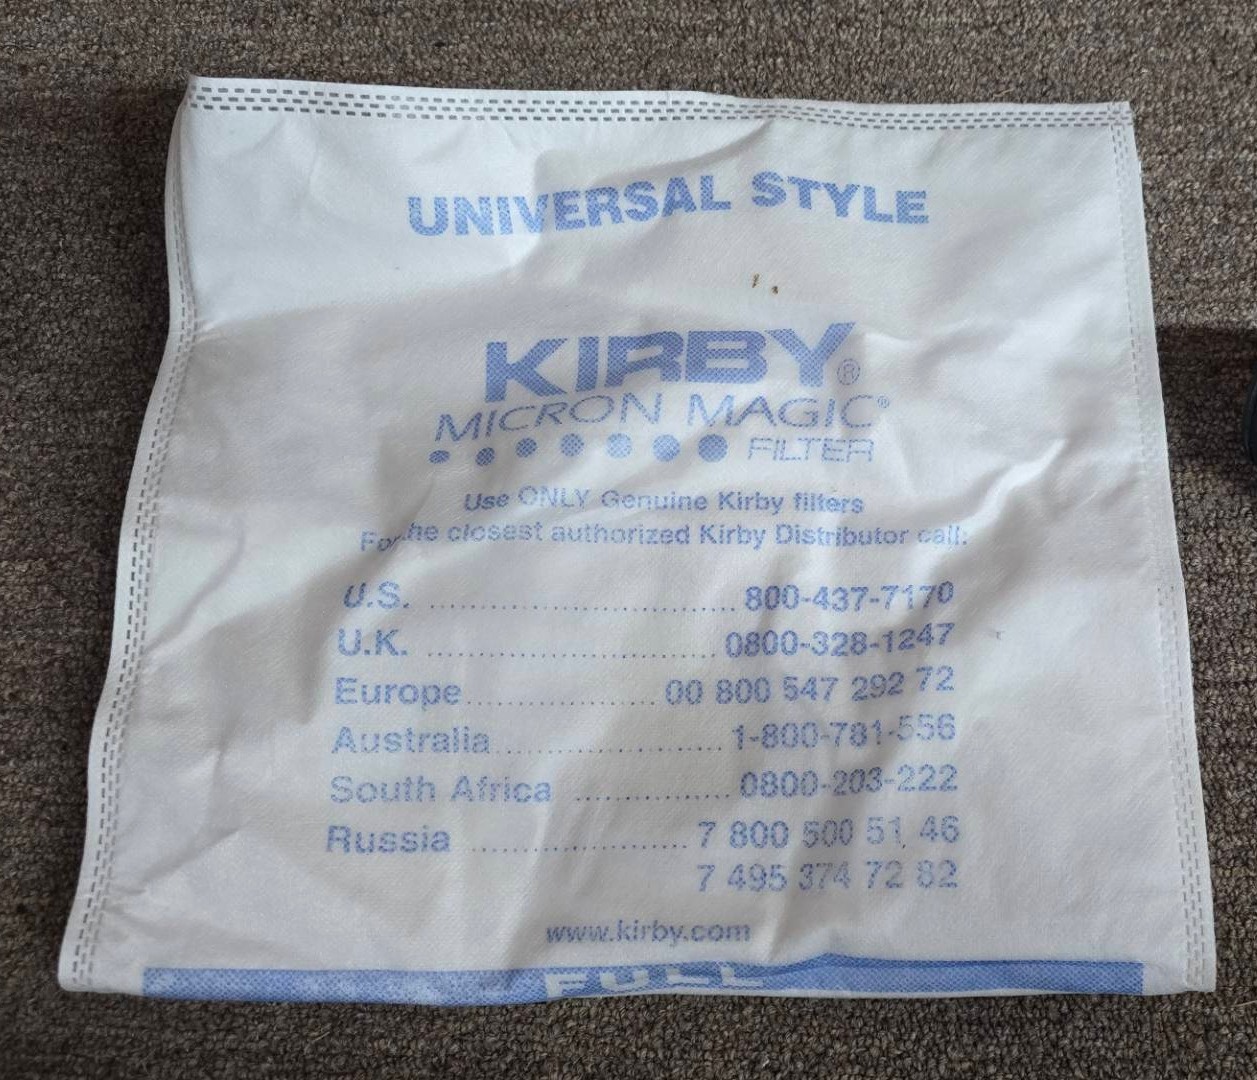 UNIVERSAL STYLE
KIRBY®
MICRON MAGIC®
FILTER
Use ONLY Genuine Kirby filters
For he closest authorized Kirby Distributor call:
U.S. ........................... 800-437-7170
U.K. ......................... 0800-328-1247
Europe................. 00 800 547 292 72
Australia.................... 1-800-781-556
South Africa .............. 0800-203-222
Russia ................... 7 800 500 51 46
7 495 374 72 82
www.kirby.com
FULL